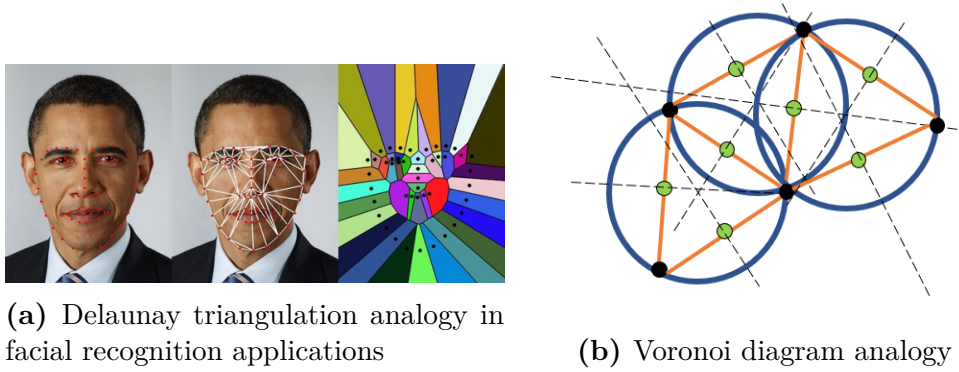 (a) Delaunay triangulation analogy in
facial recognition applications
(b) Voronoi diagram analogy